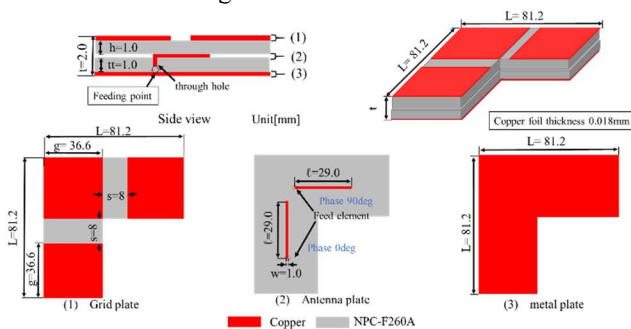 t=2.0
h=1.0
tt=1.0
(1)
(2)
(3)
Feeding point
through hole
Side view
Unit[mm]
L= 81.2
L= 81.2
t
Copper foil thickness 0.018mm
L=81.2
g= 36.6
s=8
s=8
L=81.2
g=36.6
(1) Grid plate
ℓ=29.0
Phase 90deg
Feed element
ℓ=29.0
Phase 0deg
w=1.0
(2) Antenna plate
L= 81.2
L= 81.2
(3) metal plate
Copper
NPC-F260A